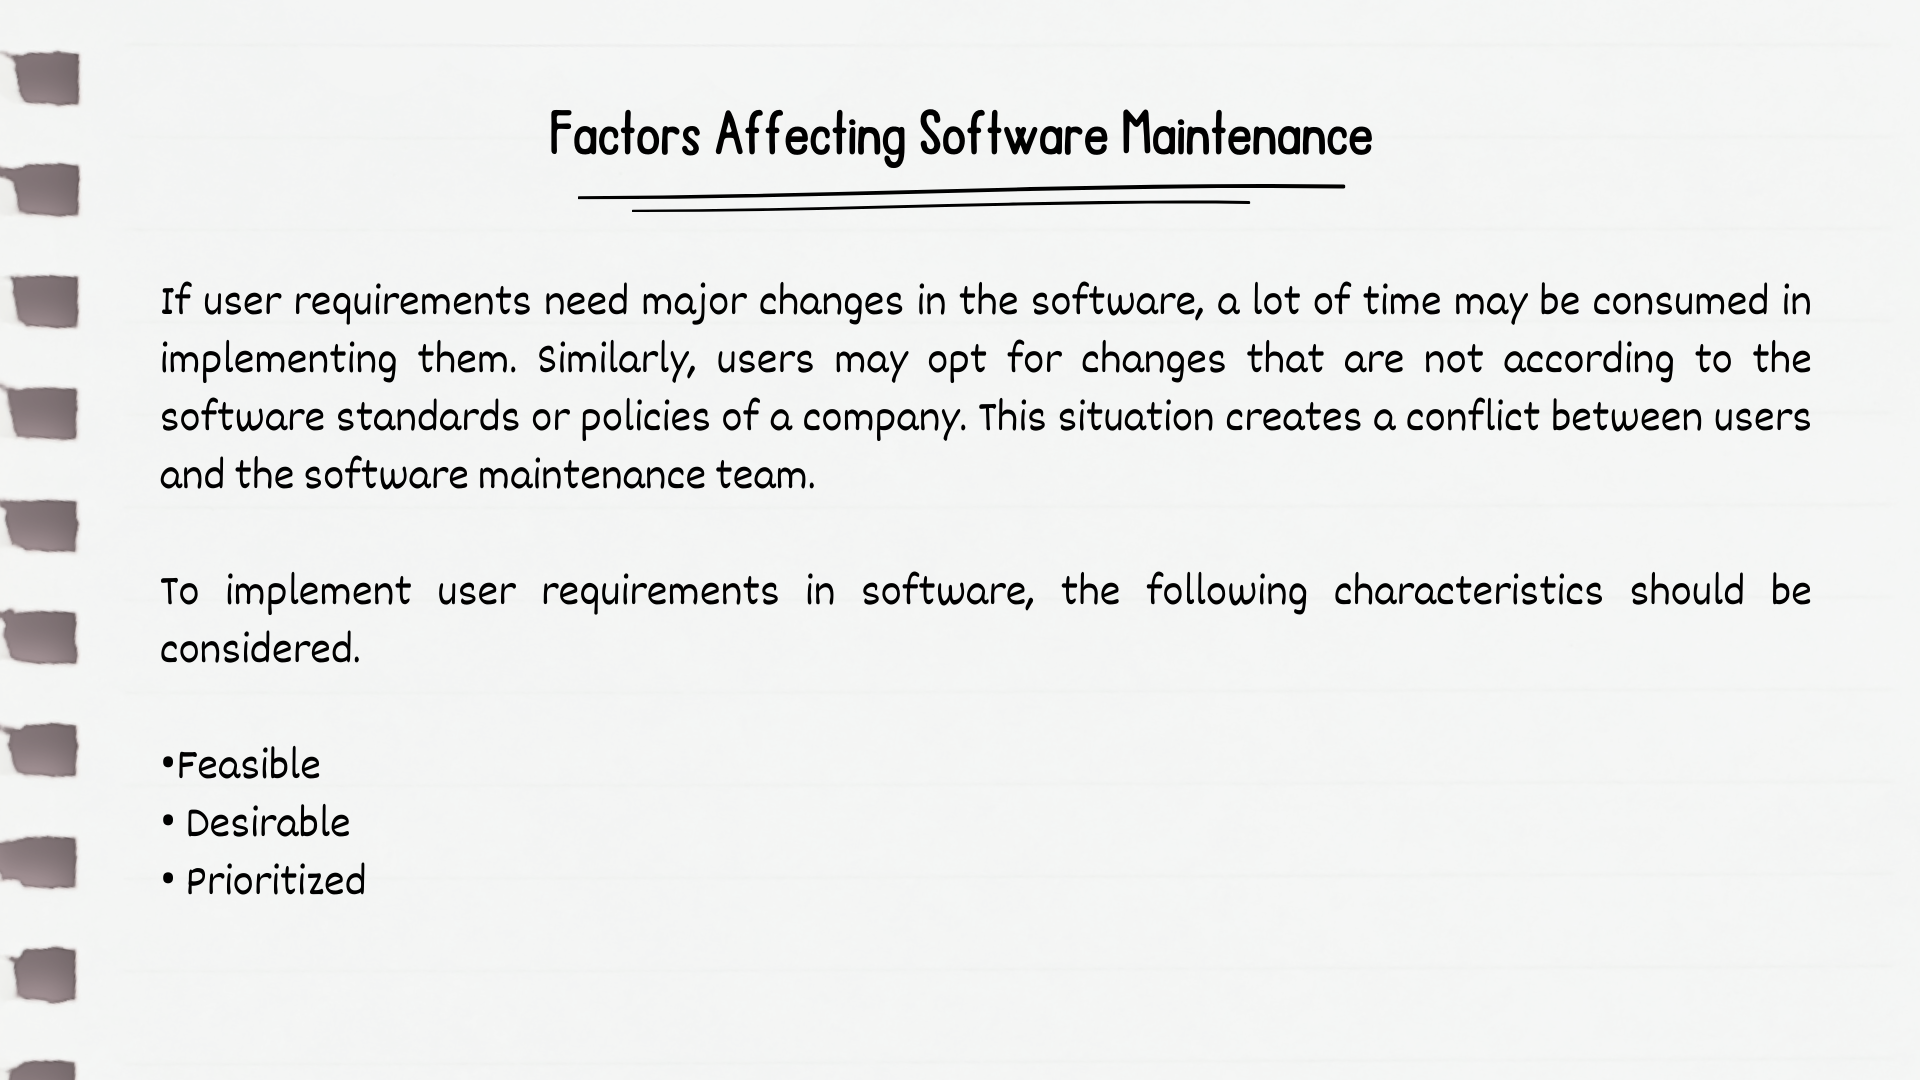 Factors Affecting Software Maintenance
If user requirements need major changes in the software, a lot of time may be consumed in
implementing them. Similarly, users may opt for changes that are not according to the
software standards or policies of a company. This situation creates a conflict between users
and the software maintenance team.
To implement user requirements in software, the following characteristics should be
considered.
•Feasible
• Desirable
• Prioritized